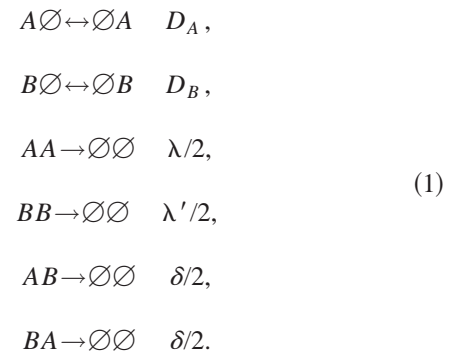 A∅↔∅A D_A,
B∅↔∅B D_B,
AA→∅∅ λ/2,
BB→∅∅ λ′/2,
(1)
AB→∅∅ δ/2,
BA→∅∅ δ/2.